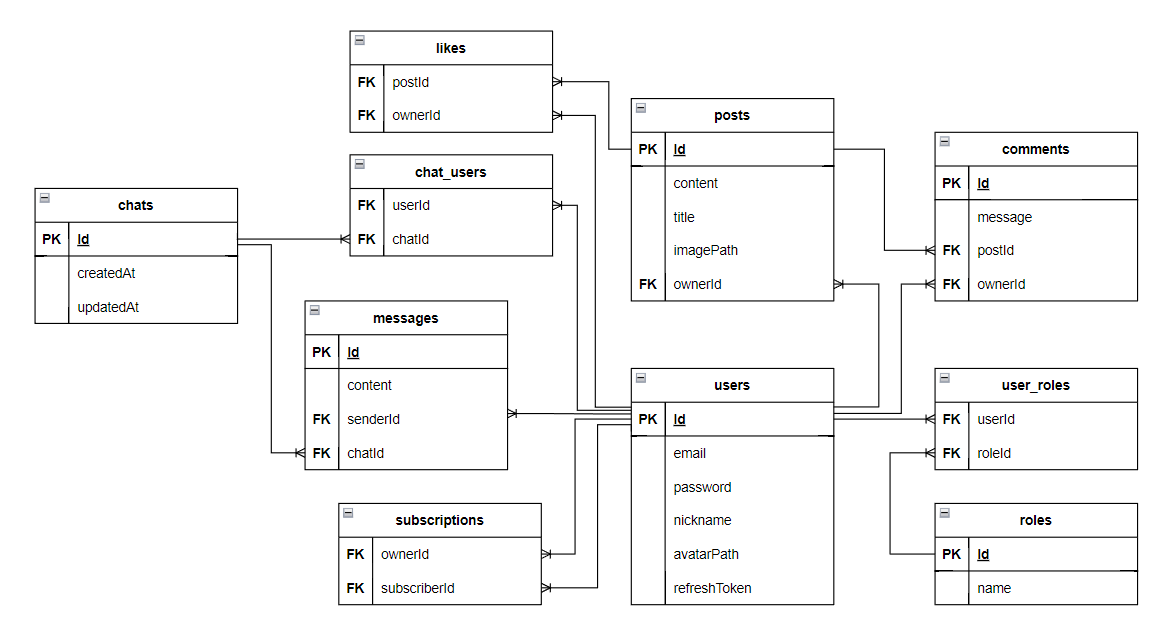 likes
FK postId
FK ownerId
chat_users
FK userId
FK chatId
chats
PK Id
createdAt
updatedAt
messages
PK Id
content
FK senderId
FK chatId
subscriptions
FK ownerId
FK subscriberId
posts
PK Id
content
title
imagePath
FK ownerId
users
PK Id
email
password
nickname
avatarPath
refreshToken
comments
PK Id
message
FK postId
FK ownerId
user_roles
FK userId
FK roleId
roles
PK Id
name